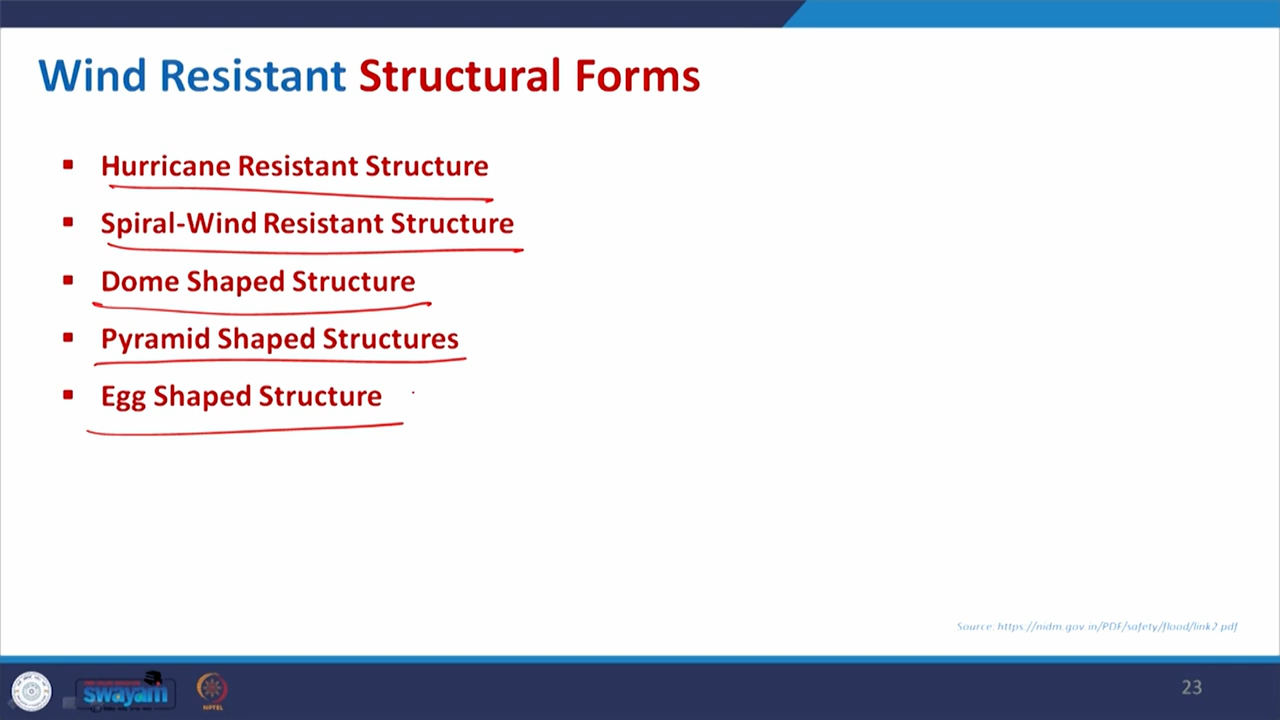 Wind Resistant Structural Forms
▪ Hurricane Resistant Structure
▪ Spiral-Wind Resistant Structure
▪ Dome Shaped Structure
▪ Pyramid Shaped Structures
▪ Egg Shaped Structure
Source: https://nidm.gov.in/PDF/safety/flood/link2.pdf
swayam
NPTEL
23